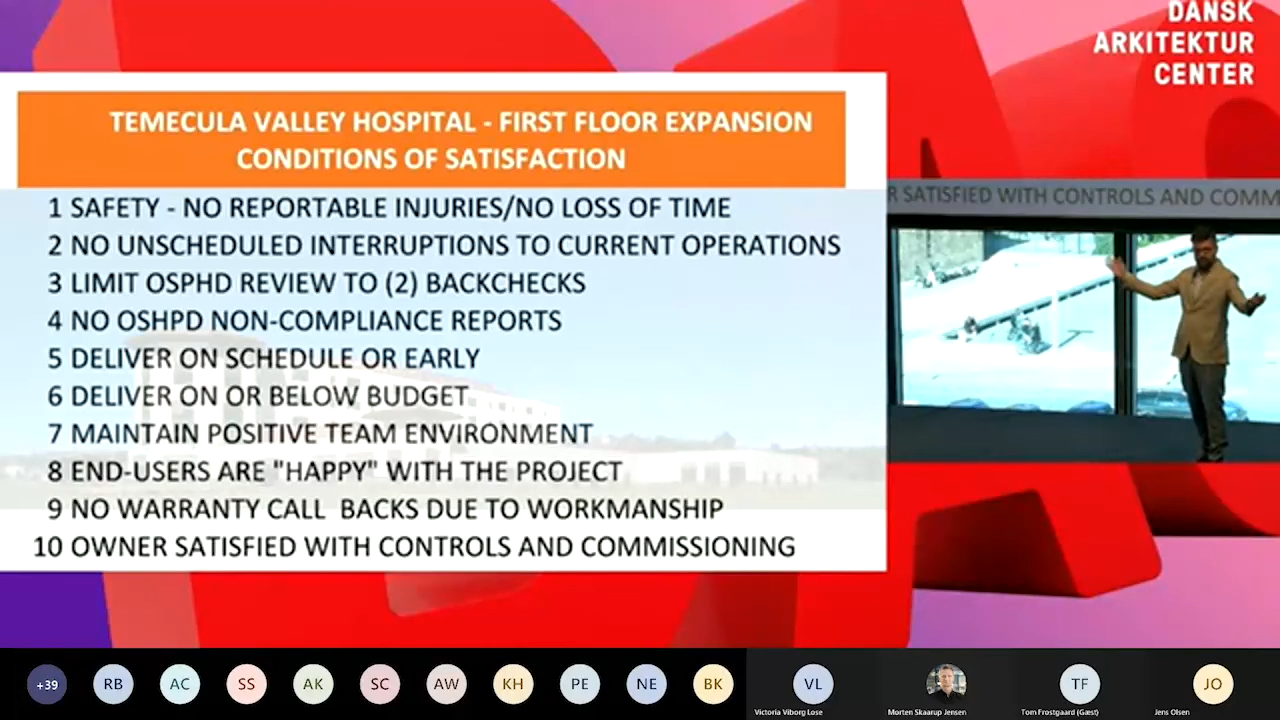 DANSK
ARKITEKTUR
CENTER
TEMECULA VALLEY HOSPITAL - FIRST FLOOR EXPANSION
CONDITIONS OF SATISFACTION
1 SAFETY - NO REPORTABLE INJURIES/NO LOSS OF TIME
2 NO UNSCHEDULED INTERRUPTIONS TO CURRENT OPERATIONS
3 LIMIT OSPHD REVIEW TO (2) BACKCHECKS
4 NO OSHPD NON-COMPLIANCE REPORTS
5 DELIVER ON SCHEDULE OR EARLY
6 DELIVER ON OR BELOW BUDGET
7 MAINTAIN POSITIVE TEAM ENVIRONMENT
8 END-USERS ARE "HAPPY" WITH THE PROJECT
9 NO WARRANTY CALL  BACKS DUE TO WORKMANSHIP
10 OWNER SATISFIED WITH CONTROLS AND COMMISSIONING
R SATISFIED WITH CONTROLS AND COMM
+39 RB AC SS AK SC AW KH PE NE BK VL TF JO
Victoria Viborg Lose Morten Skaarup Jensen Tom Frostgaard (Gæst) Jens Olsen